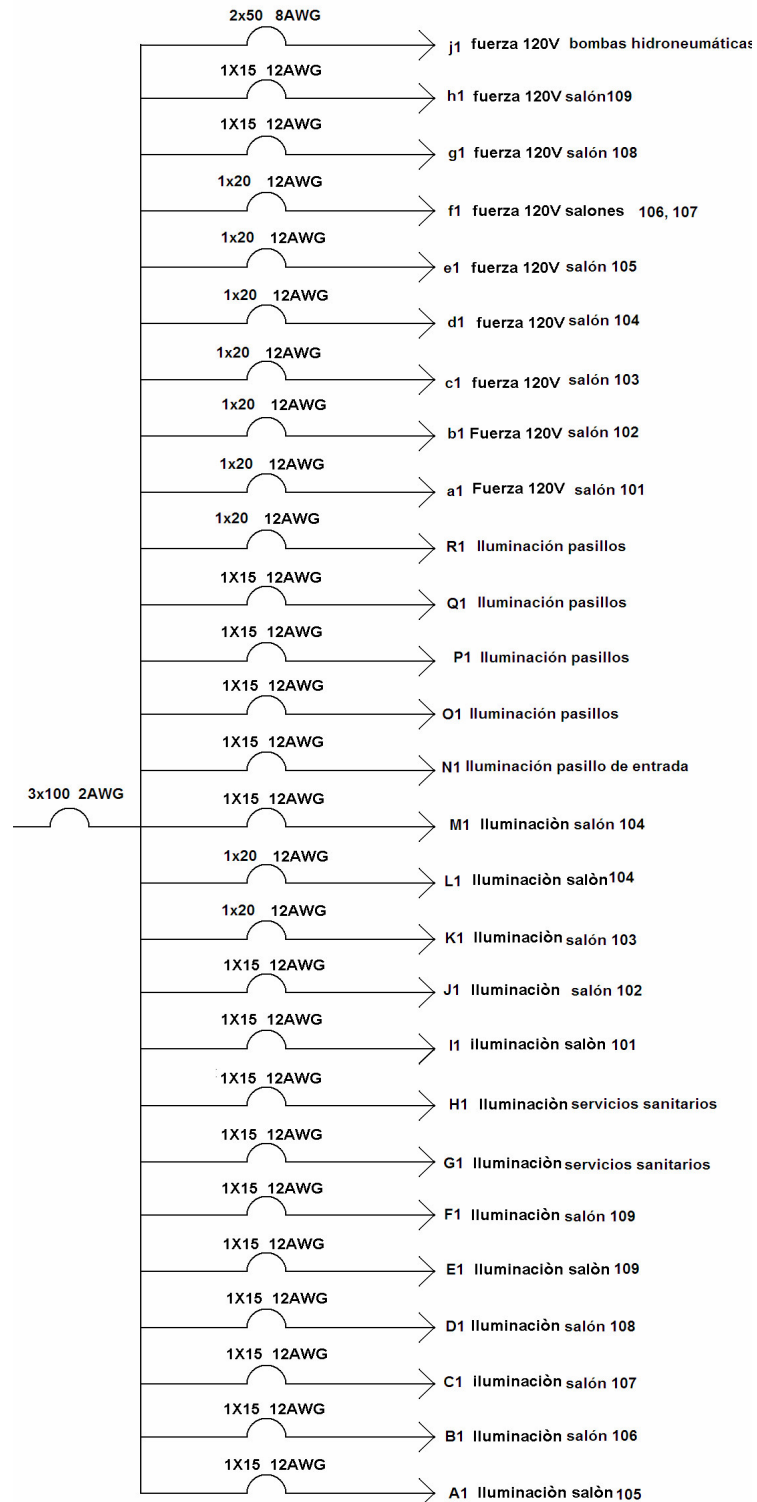 2x50 8AWG
j1 fuerza 120V bombas hidroneumáticas
1X15 12AWG
h1 fuerza 120V salón109
1X15 12AWG
g1 fuerza 120V salón 108
1x20 12AWG
f1 fuerza 120V salones 106, 107
1x20 12AWG
e1 fuerza 120V salón 105
1x20 12AWG
d1 fuerza 120V salón 104
1x20 12AWG
c1 fuerza 120V salón 103
1x20 12AWG
b1 Fuerza 120V salón 102
1x20 12AWG
a1 Fuerza 120V salón 101
1x20 12AWG
R1 Iluminación pasillos
1X15 12AWG
Q1 Iluminación pasillos
1X15 12AWG
P1 Iluminación pasillos
1X15 12AWG
O1 Iluminación pasillos
1X15 12AWG
N1 Iluminación pasillo de entrada
3x100 2AWG
1X15 12AWG
M1 Iluminaciòn salón 104
1x20 12AWG
L1 Iluminaciòn salòn104
1x20 12AWG
K1 Iluminaciòn salón 103
1X15 12AWG
J1 Iluminaciòn salón 102
1X15 12AWG
I1 iluminaciòn salòn 101
1X15 12AWG
H1 Iluminaciòn servicios sanitarios
1X15 12AWG
G1 Iluminaciòn servicios sanitarios
1X15 12AWG
F1 Iluminaciòn salón 109
1X15 12AWG
E1 Iluminaciòn salòn 109
1X15 12AWG
D1 Iluminaciòn salón 108
1X15 12AWG
C1 iluminaciòn salón 107
1X15 12AWG
B1 Iluminaciòn salón 106
1X15 12AWG
A1 Iluminaciòn salòn 105